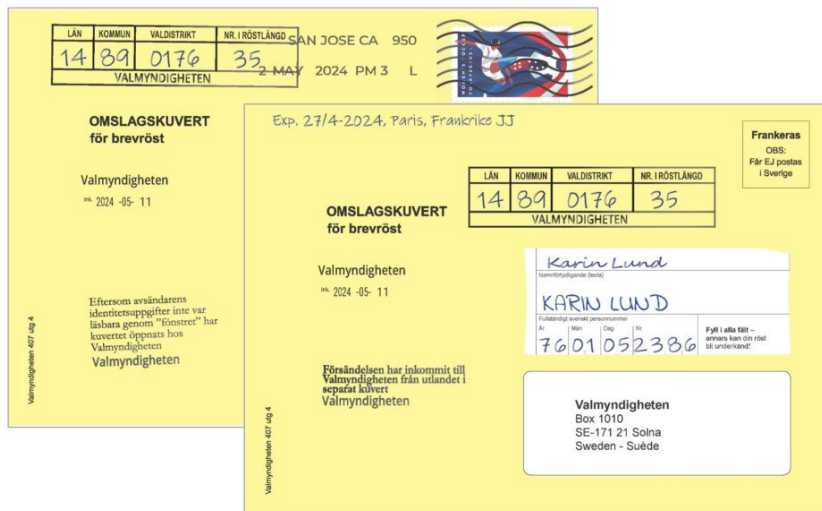 LÄN KOMMUN VALDISTRIKT NR. I RÖSTLÄNGD
14 89 0176 35
VALMYNDIGHETEN
SAN JOSE CA 950
2 MAY 2024 PM 3 L
OMSLAGSKUVERT
för brevröst
Valmyndigheten
Ink. 2024 -05- 11
Eftersom avsändarens
identitetsuppgifter inte var
läsbara genom "fönstret" har
kuvertet öppnats hos
Valmyndigheten
Valmyndigheten
Valmyndigheten 407 utg 4
Exp. 27/4-2024, Paris, Frankrike JJ
Frankeras
OBS:
Får EJ postas
i Sverige
LÄN KOMMUN VALDISTRIKT NR. I RÖSTLÄNGD
14 89 0176 35
VALMYNDIGHETEN
OMSLAGSKUVERT
för brevröst
Valmyndigheten
Ink. 2024 -05- 11
Karin Lund
Namnförtydligande (texta)
KARIN LUND
Fullständigt svenskt personnummer
År Mån Dag Nr
7601052386
Fyll i alla fält –
annars kan din röst
bli underkänd!
Försändelsen har inkommit till
Valmyndigheten från utlandet i
separat kuvert
Valmyndigheten
Valmyndigheten
Box 1010
SE-171 21 Solna
Sweden - Suède
Valmyndigheten 407 utg 4